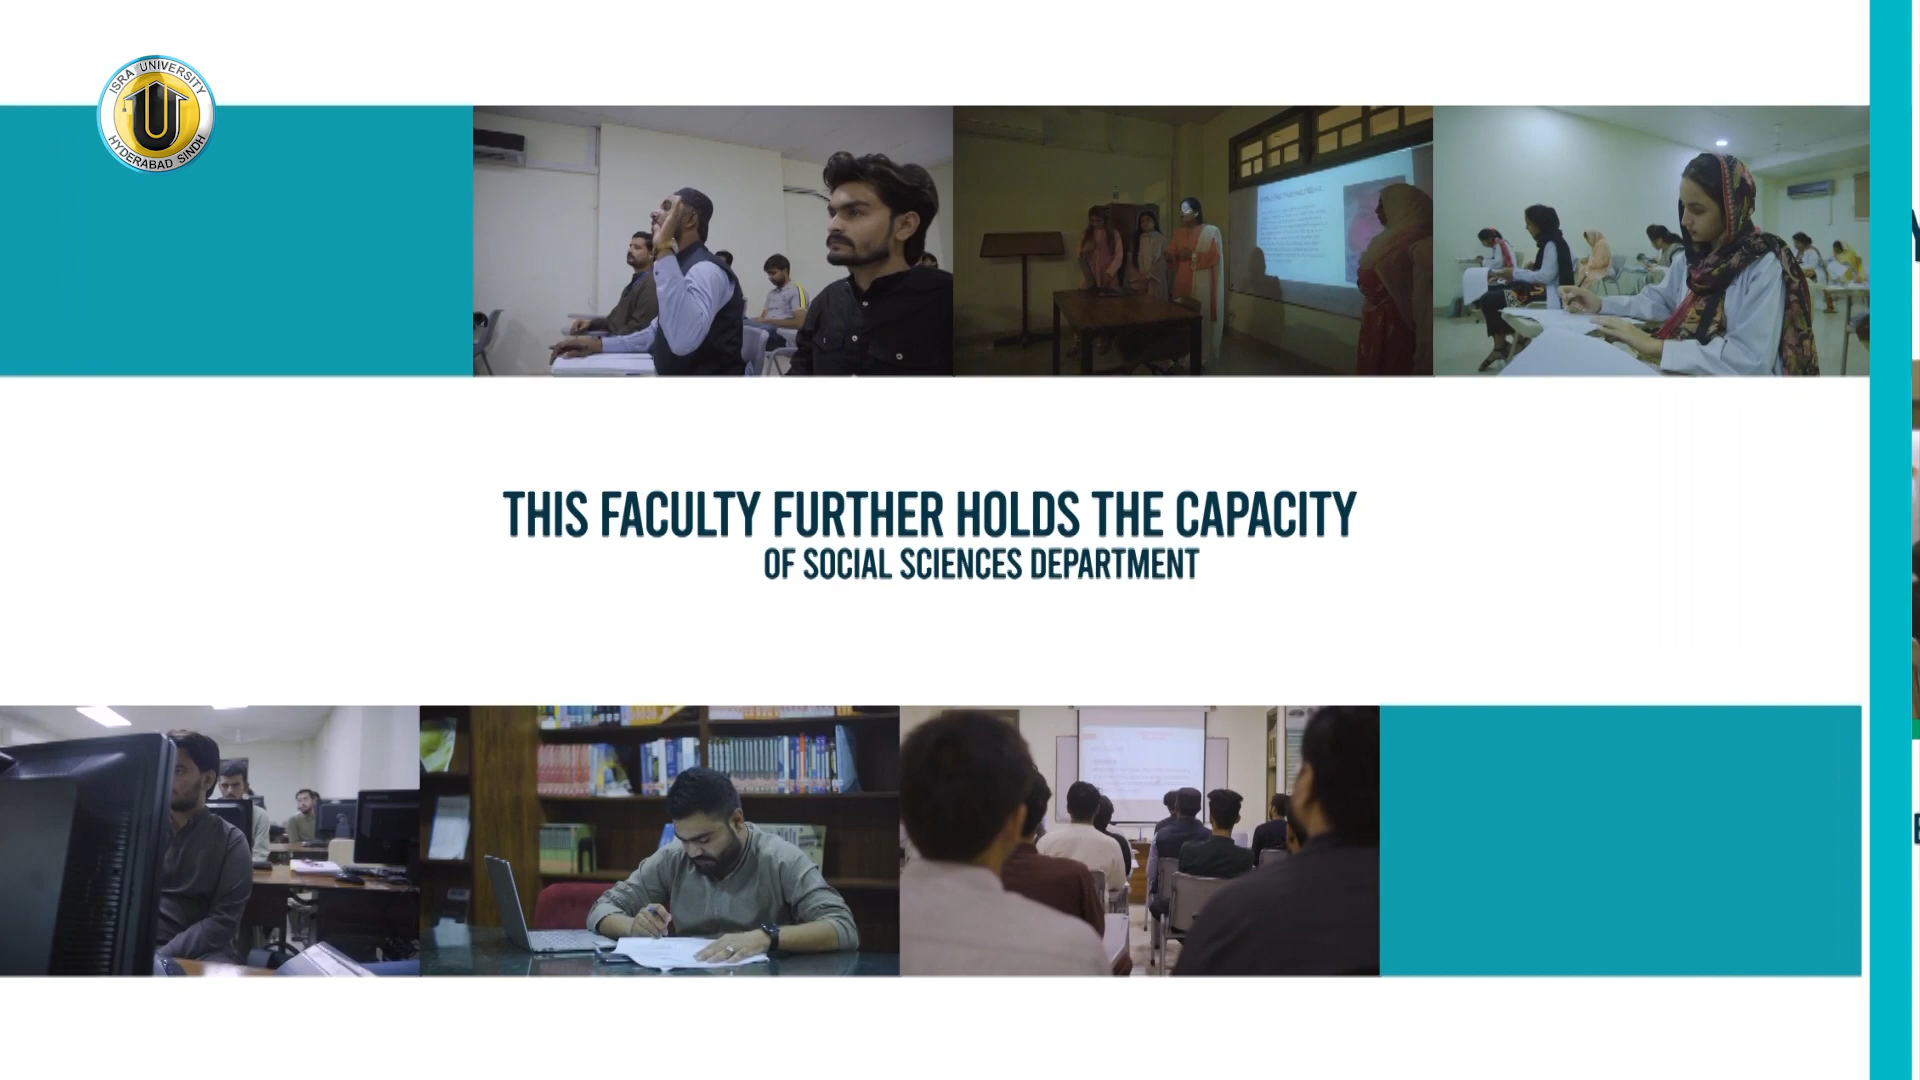 ISRA UNIVERSITY
HYDERABAD SINDH
THIS FACULTY FURTHER HOLDS THE CAPACITY
OF SOCIAL SCIENCES DEPARTMENT